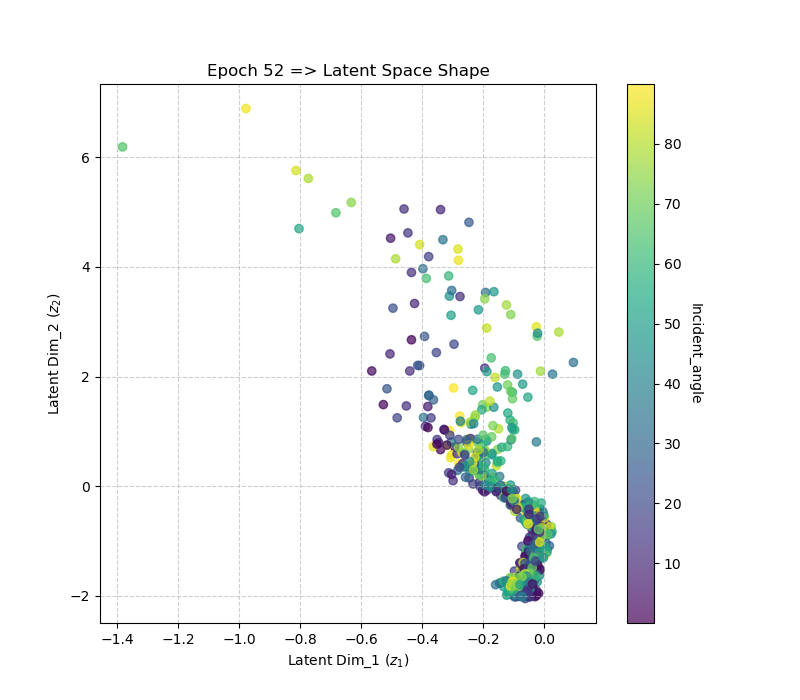 Epoch 52 => Latent Space Shape
6
4
2
0
−2
Latent Dim_2 (z₂)
−1.4 −1.2 −1.0 −0.8 −0.6 −0.4 −0.2 0.0
Latent Dim_1 (z₁)
80
70
60
50
40
30
20
10
Incident_angle